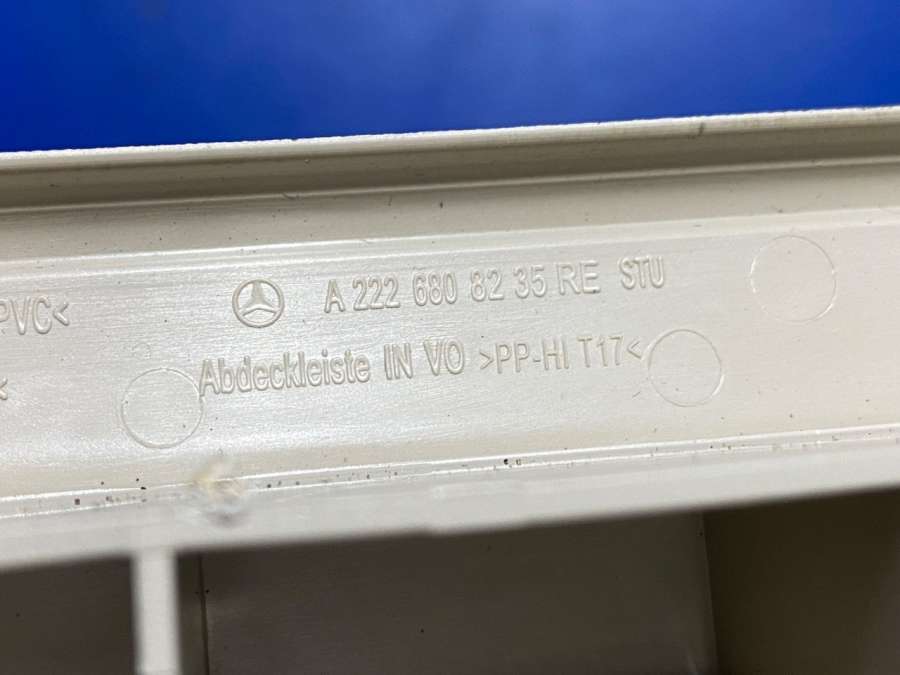 PVC<
A 222 680 82 35 RE STU
Abdeckleiste IN VO >PP-HI T17<
<